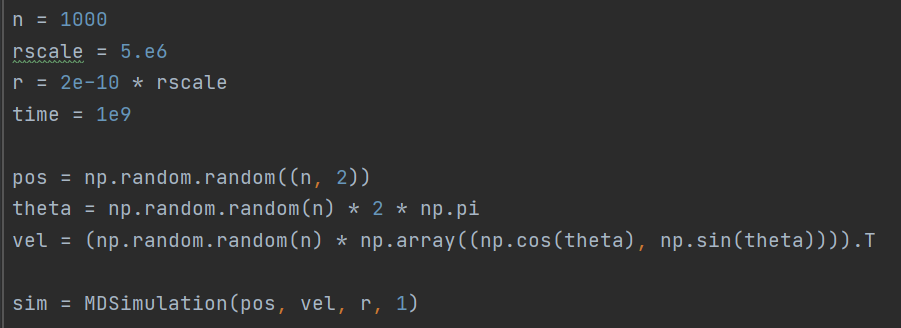 n = 1000
rscale = 5.e6
r = 2e-10 * rscale
time = 1e9
pos = np.random.random((n, 2))
theta = np.random.random(n) * 2 * np.pi
vel = (np.random.random(n) * np.array((np.cos(theta), np.sin(theta)))).T
sim = MDSimulation(pos, vel, r, 1)